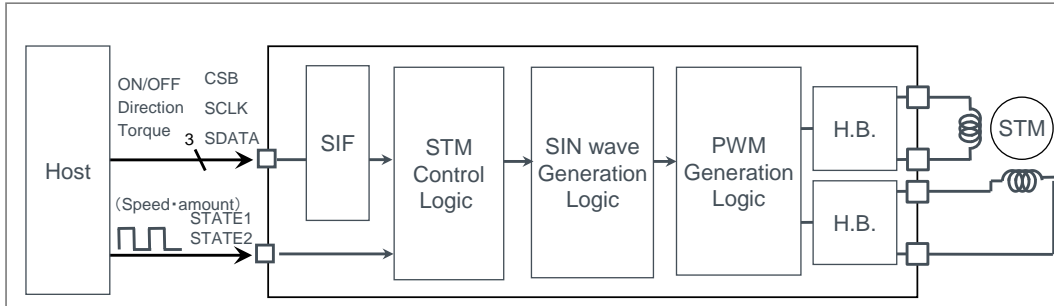 Host
ON/OFF
Direction
Torque
CSB
SCLK
3 SDATA
(Speed・amount)
STATE1
STATE2
SIF
STM
Control
Logic
SIN wave
Generation
Logic
PWM
Generation
Logic
H.B.
H.B.
STM